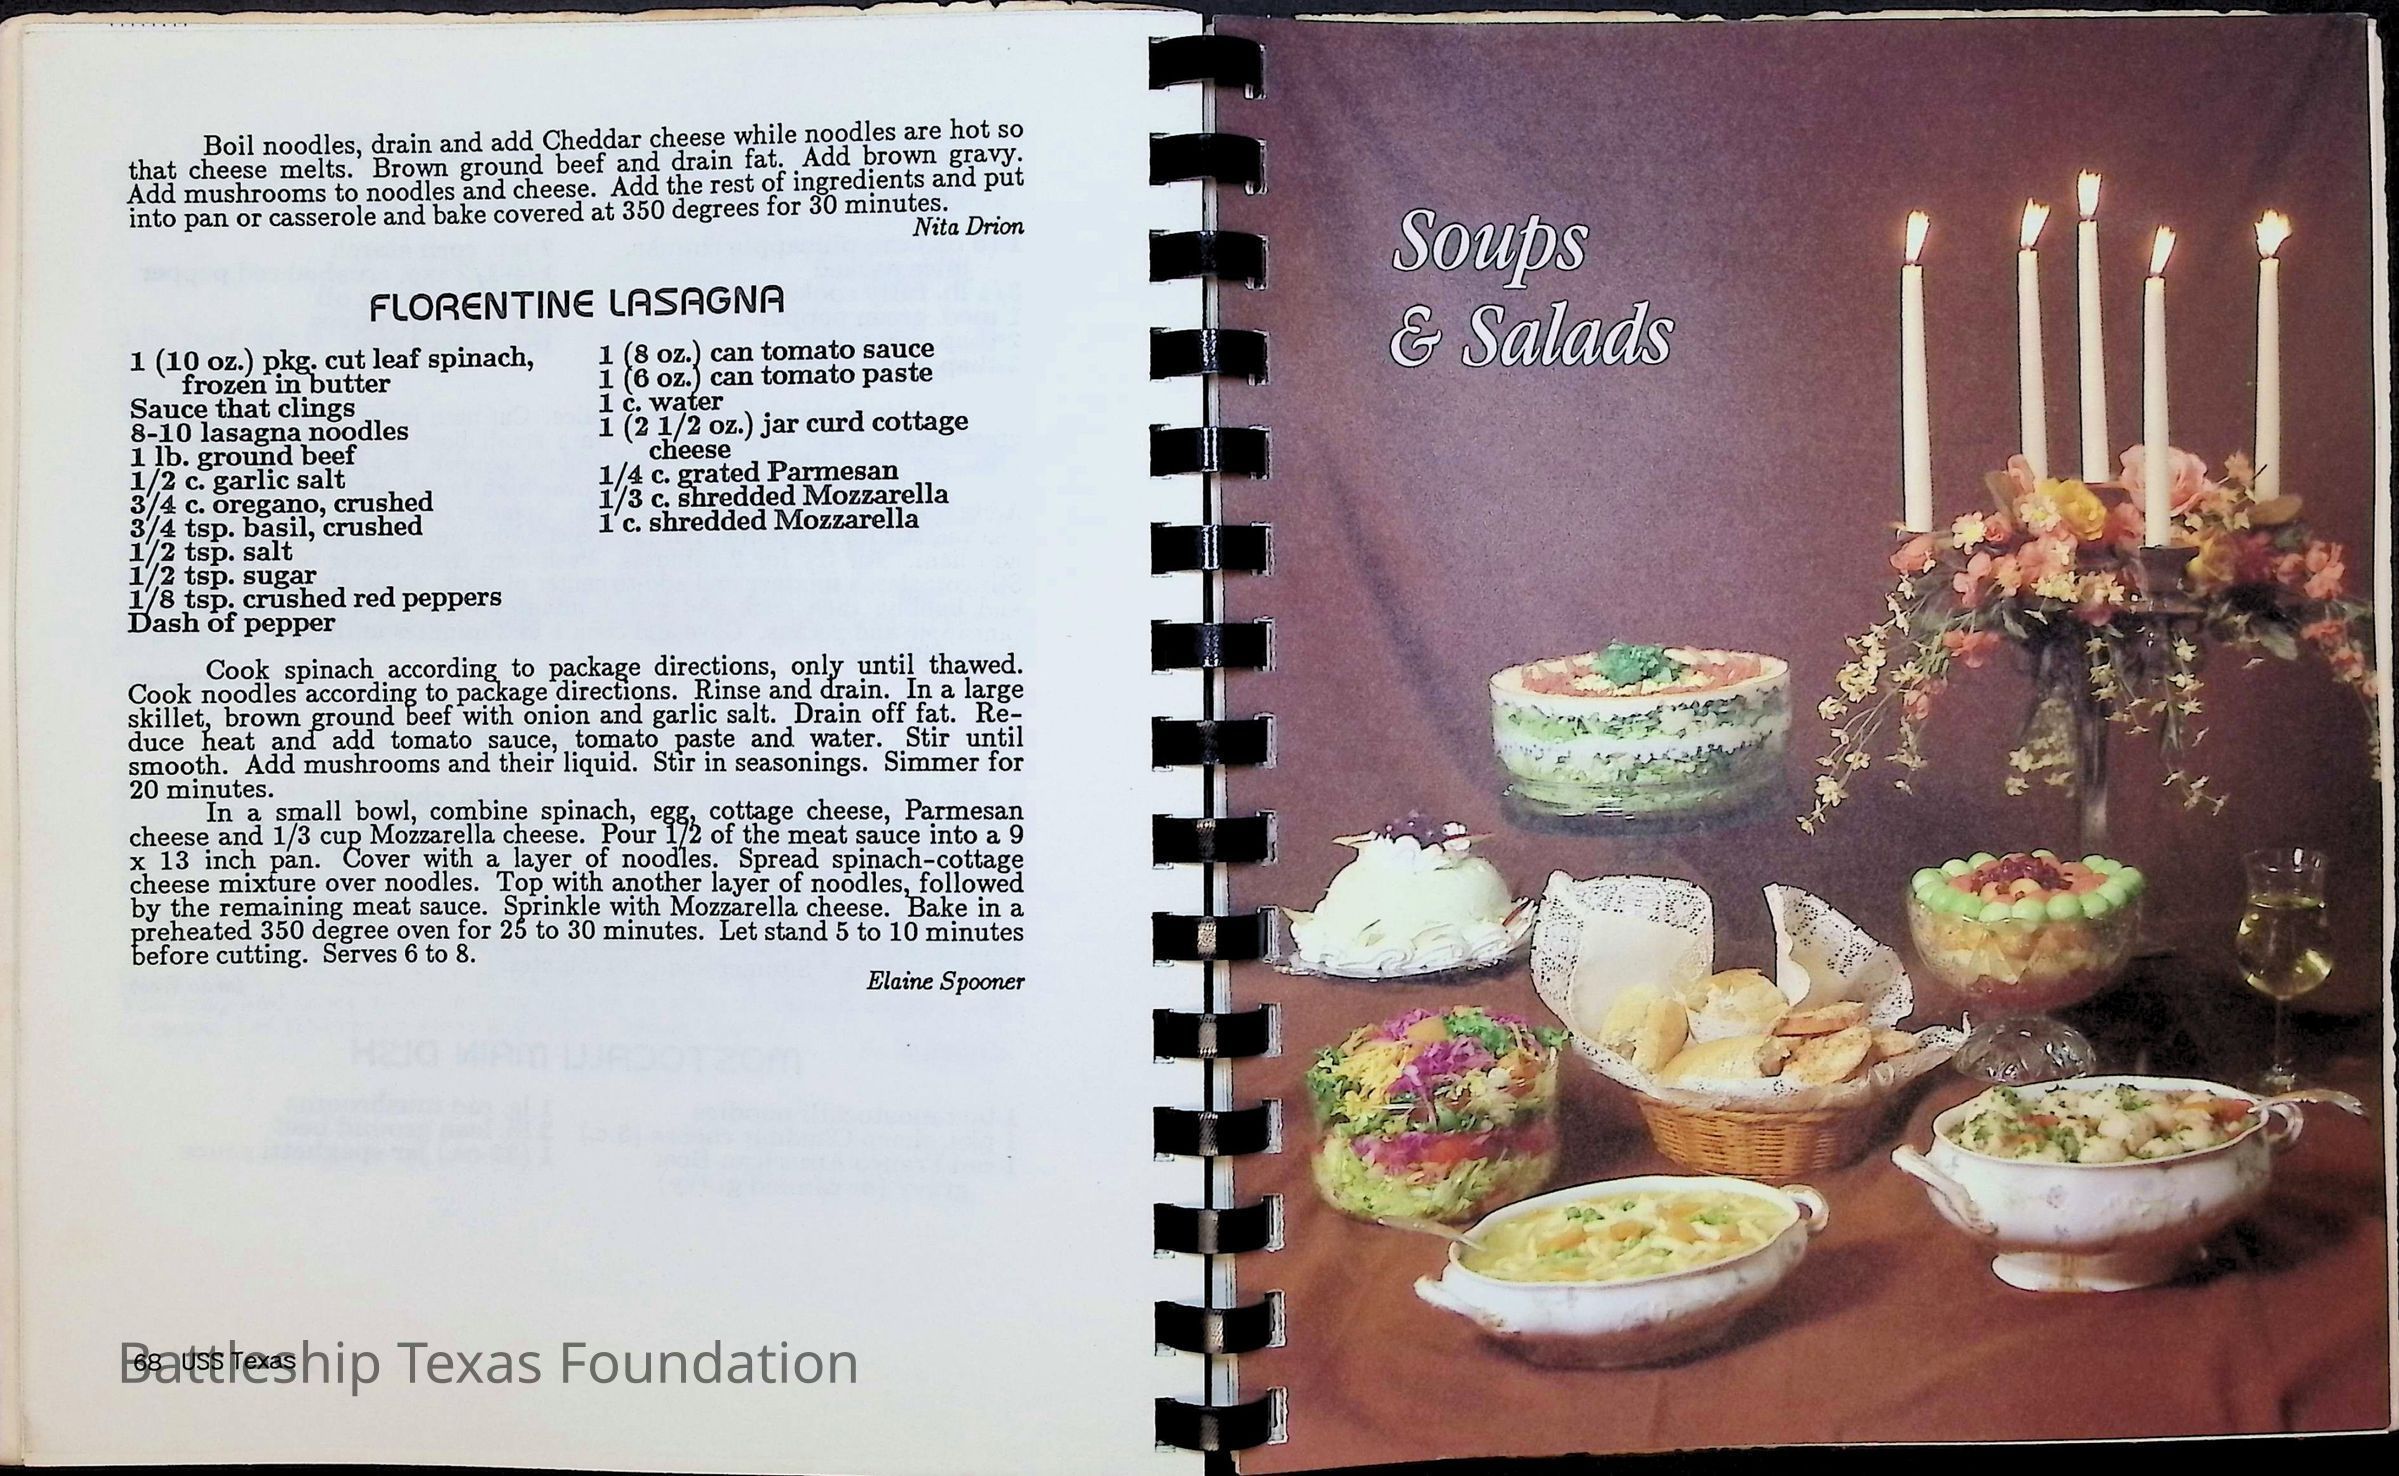 Boil noodles, drain and add Cheddar cheese while noodles are hot so
that cheese melts. Brown ground beef and drain fat. Add brown gravy.
Add mushrooms to noodles and cheese. Add the rest of ingredients and put
into pan or casserole and bake covered at 350 degrees for 30 minutes.
Nita Drion
FLORENTINE LASAGNA
1 (10 oz.) pkg. cut leaf spinach,
frozen in butter
Sauce that clings
8-10 lasagna noodles
1 lb. ground beef
1/2 c. garlic salt
3/4 c. oregano, crushed
3/4 tsp. basil, crushed
1/2 tsp. salt
1/2 tsp. sugar
1/8 tsp. crushed red peppers
Dash of pepper
1 (8 oz.) can tomato sauce
1 (6 oz.) can tomato paste
1 c. water
1 (2 1/2 oz.) jar curd cottage
cheese
1/4 c. grated Parmesan
1/3 c. shredded Mozzarella
1 c. shredded Mozzarella
Cook spinach according to package directions, only until thawed.
Cook noodles according to package directions. Rinse and drain. In a large
skillet, brown ground beef with onion and garlic salt. Drain off fat. Re-
duce heat and add tomato sauce, tomato paste and water. Stir until
smooth. Add mushrooms and their liquid. Stir in seasonings. Simmer for
20 minutes.
In a small bowl, combine spinach, egg, cottage cheese, Parmesan
cheese and 1/3 cup Mozzarella cheese. Pour 1/2 of the meat sauce into a 9
x 13 inch pan. Cover with a layer of noodles. Spread spinach-cottage
cheese mixture over noodles. Top with another layer of noodles, followed
by the remaining meat sauce. Sprinkle with Mozzarella cheese. Bake in a
preheated 350 degree oven for 25 to 30 minutes. Let stand 5 to 10 minutes
before cutting. Serves 6 to 8.
Elaine Spooner
68 USS Texas
Battleship Texas Foundation
Soups
& Salads